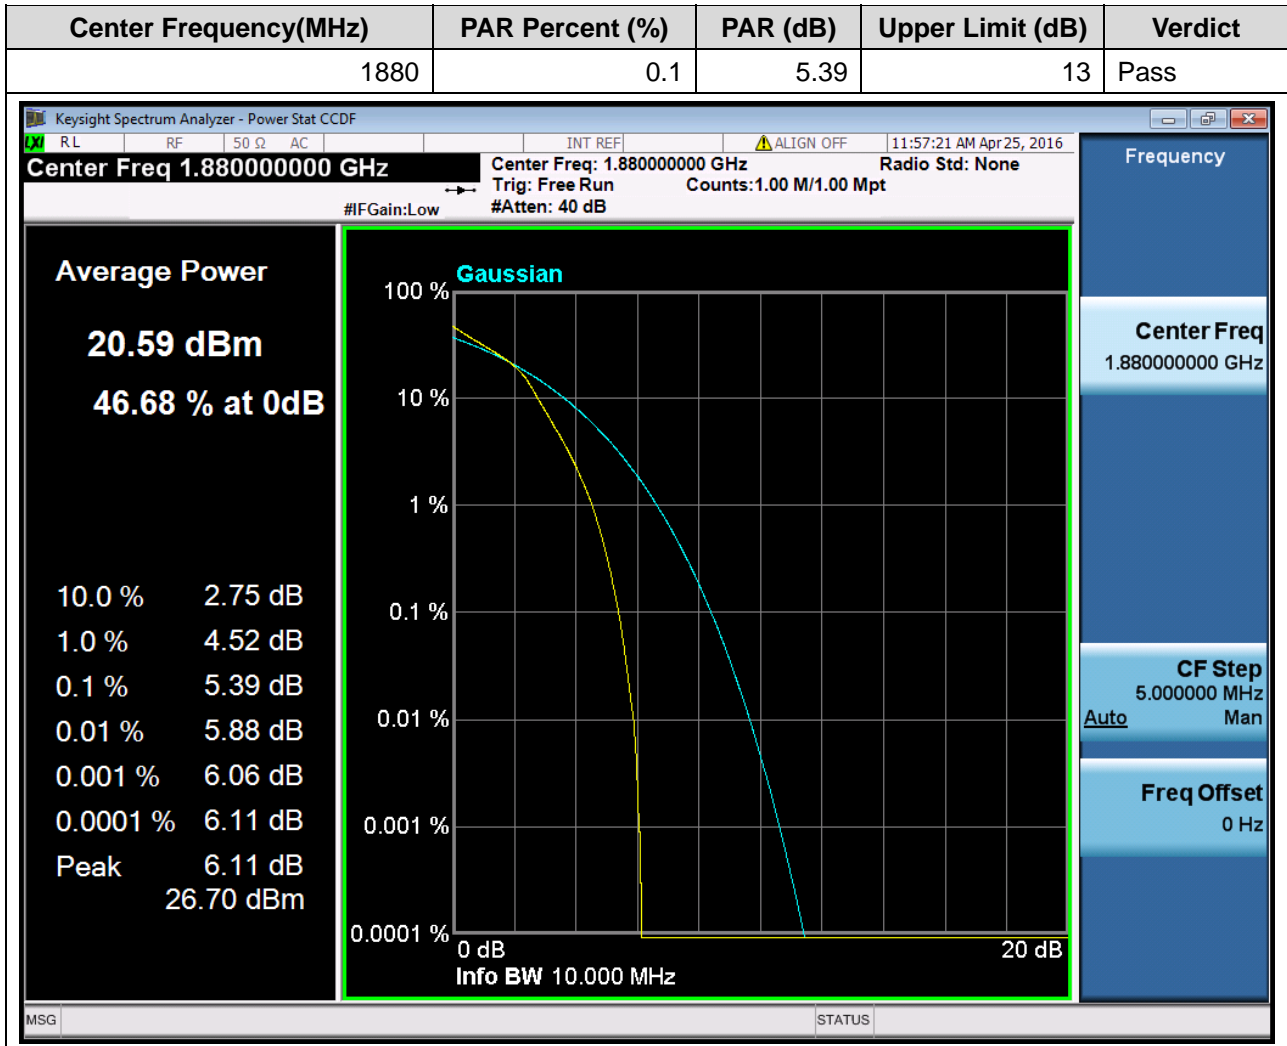 Center Frequency(MHz) PAR Percent (%) PAR (dB) Upper Limit (dB) Verdict
1880 0.1 5.39 13 Pass
Keysight Spectrum Analyzer - Power Stat CCDF
LXI RL RF 50 Ω AC INT REF ALIGN OFF 11:57:21 AM Apr 25, 2016
Center Freq 1.880000000 GHz
#IFGain:Low
Center Freq: 1.880000000 GHz Radio Std: None
Trig: Free Run Counts:1.00 M/1.00 Mpt
#Atten: 40 dB
Average Power
20.59 dBm
46.68 % at 0dB
10.0 % 2.75 dB
1.0 % 4.52 dB
0.1 % 5.39 dB
0.01 % 5.88 dB
0.001 % 6.06 dB
0.0001 % 6.11 dB
Peak 6.11 dB
26.70 dBm
Gaussian
100 %
10 %
1 %
0.1 %
0.01 %
0.001 %
0.0001 %
0 dB 20 dB
Info BW 10.000 MHz
Frequency
Center Freq
1.880000000 GHz
CF Step
5.000000 MHz
Auto Man
Freq Offset
0 Hz
MSG STATUS